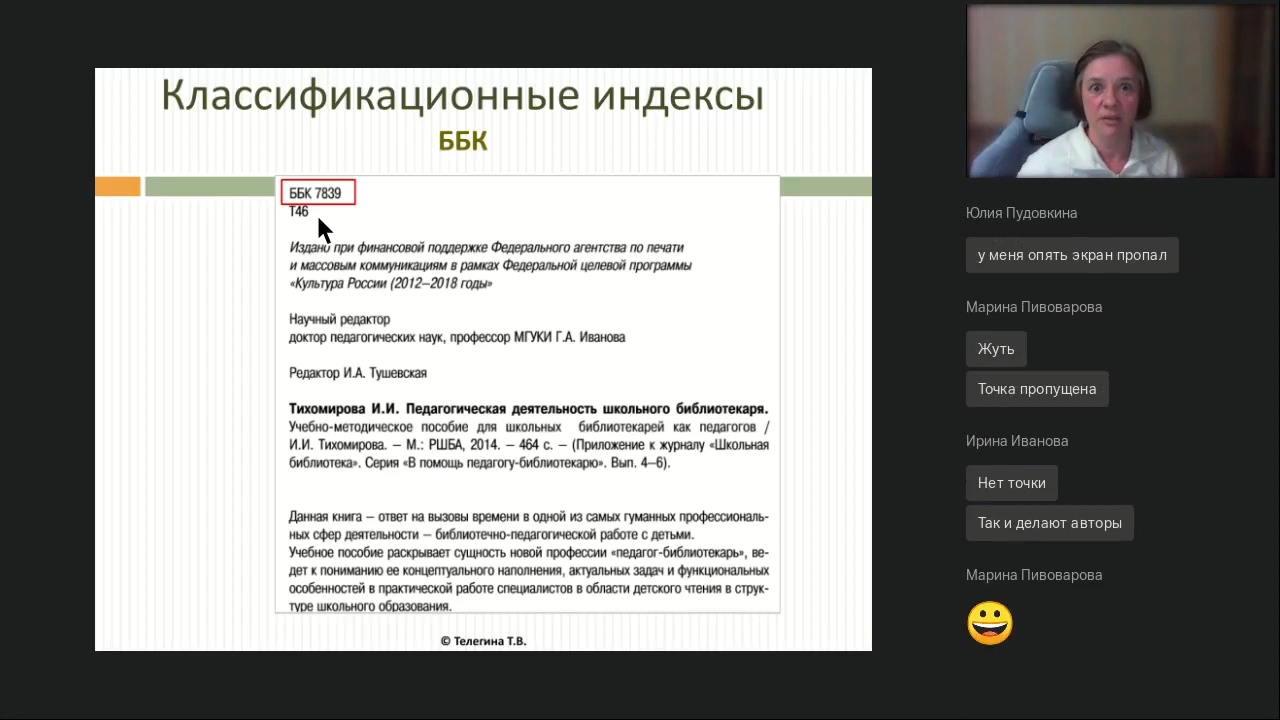 Классификационные индексы
ББК
ББК 7839
Т46
Издано при финансовой поддержке Федерального агентства по печати
и массовым коммуникациям в рамках Федеральной целевой программы
«Культура России (2012–2018 годы»
Научный редактор
доктор педагогических наук, профессор МГУКИ Г.А. Иванова
Редактор И.А. Тушевская
Тихомирова И.И. Педагогическая деятельность школьного библиотекаря.
Учебно-методическое пособие для школьных библиотекарей как педагогов /
И.И. Тихомирова. – М.: РШБА, 2014. – 464 с. – (Приложение к журналу «Школьная
библиотека». Серия «В помощь педагогу-библиотекарю». Вып. 4–6).
Данная книга – ответ на вызовы времени в одной из самых гуманных профессиональ-
ных сфер деятельности – библиотечно-педагогической работе с детьми.
Учебное пособие раскрывает сущность новой профессии «педагог-библиотекарь», ве-
дет к пониманию ее концептуального наполнения, актуальных задач и функциональных
особенностей в практической работе специалистов в области детского чтения в струк-
туре школьного образования.
© Телегина Т.В.
Юлия Пудовкина
у меня опять экран пропал
Марина Пивоварова
Жуть
Точка пропущена
Ирина Иванова
Нет точки
Так и делают авторы
Марина Пивоварова